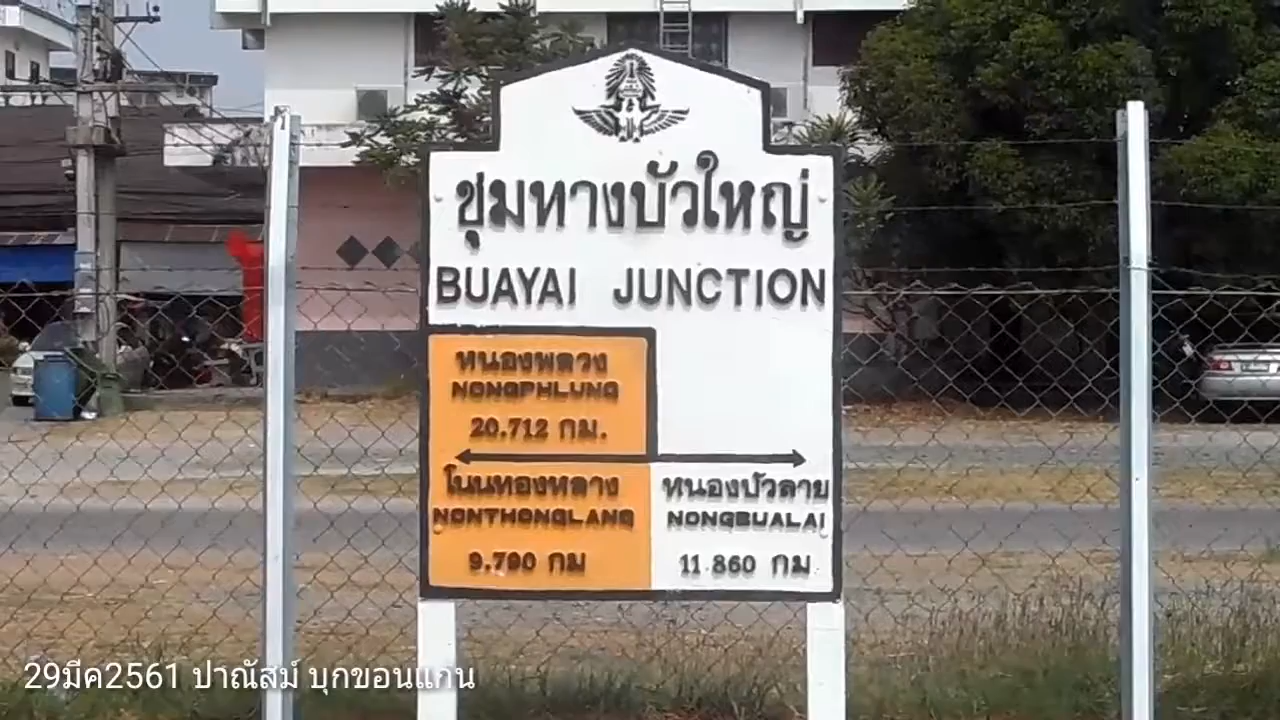 ชุมทางบัวใหญ่
BUAYAI JUNCTION
หนองพลวง
NONGPHLUNG
20.712 กม.
โนนทองหลาง
NONTHONGLANG
9.790 กม
หนองบัวลาย
NONGBUALAI
11 860 กม
29มีค2561 ปาณัสม์ บุกขอนแก่น